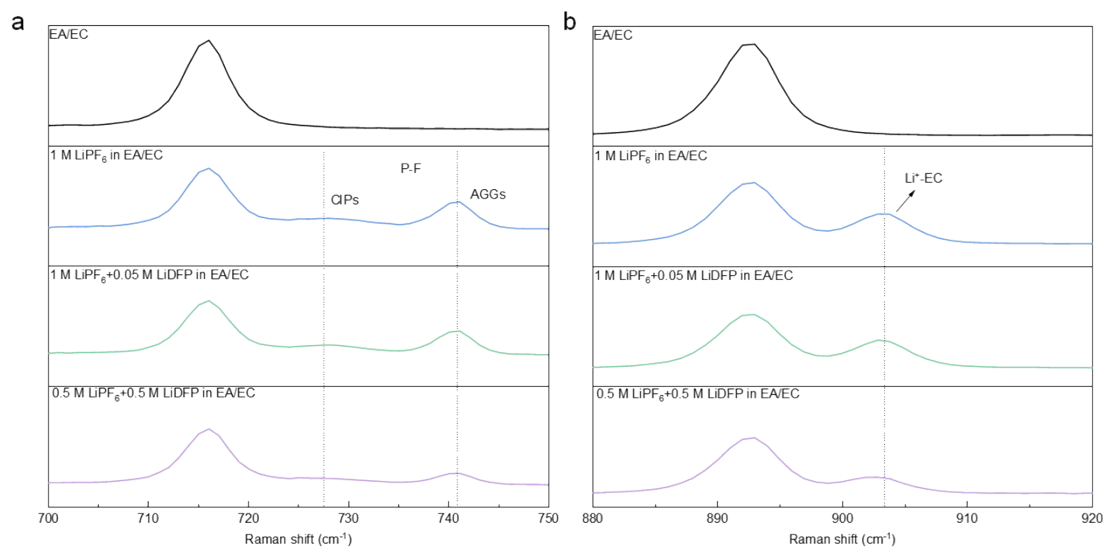 a
EA/EC
1 M LiPF6 in EA/EC
P-F
CIPs
AGGs
1 M LiPF6+0.05 M LiDFP in EA/EC
0.5 M LiPF6+0.5 M LiDFP in EA/EC
700 710 720 730 740 750
Raman shift (cm-1)
b
EA/EC
1 M LiPF6 in EA/EC
Li+-EC
1 M LiPF6+0.05 M LiDFP in EA/EC
0.5 M LiPF6+0.5 M LiDFP in EA/EC
880 890 900 910 920
Raman shift (cm-1)